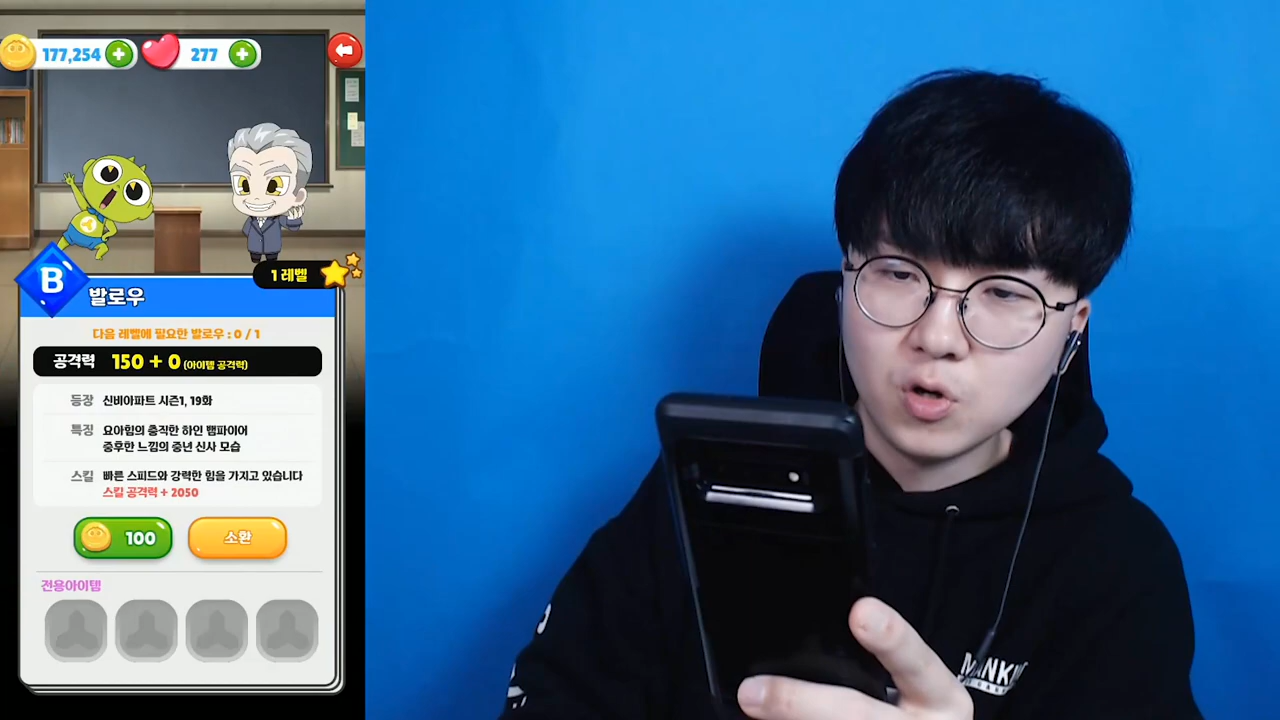 177,254
277
B
1 레벨
발로우
다음 레벨에 필요한 발로우 : 0 / 1
공격력 150 + 0 (아이템 공격력)
등장 신비아파트 시즌1, 19화
특징 요아힘의 충직한 하인 뱀파이어
중후한 느낌의 중년 신사 모습
스킬 빠른 스피드와 강력한 힘을 가지고 있습니다
스킬 공격력 + 2050
100
소환
전용아이템